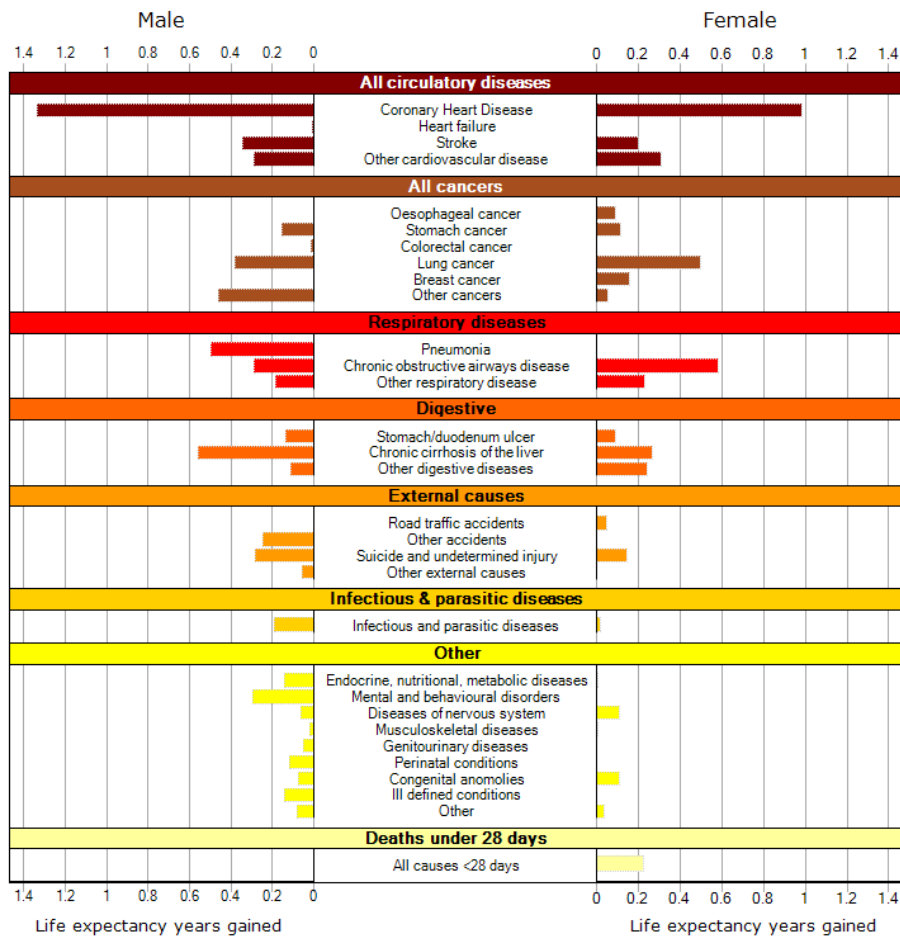 Male Female
1.4 1.2 1 0.8 0.6 0.4 0.2 0 0 0.2 0.4 0.6 0.8 1 1.2 1.4
All circulatory diseases
Coronary Heart Disease
Heart failure
Stroke
Other cardiovascular disease
All cancers
Oesophageal cancer
Stomach cancer
Colorectal cancer
Lung cancer
Breast cancer
Other cancers
Respiratory diseases
Pneumonia
Chronic obstructive airways disease
Other respiratory disease
Digestive
Stomach/duodenum ulcer
Chronic cirrhosis of the liver
Other digestive diseases
External causes
Road traffic accidents
Other accidents
Suicide and undetermined injury
Other external causes
Infectious & parasitic diseases
Infectious and parasitic diseases
Other
Endocrine, nutritional, metabolic diseases
Mental and behavioural disorders
Diseases of nervous system
Musculoskeletal diseases
Genitourinary diseases
Perinatal conditions
Congenital anomalies
Ill defined conditions
Other
Deaths under 28 days
All causes <28 days
1.4 1.2 1 0.8 0.6 0.4 0.2 0 0 0.2 0.4 0.6 0.8 1 1.2 1.4
Life expectancy years gained Life expectancy years gained